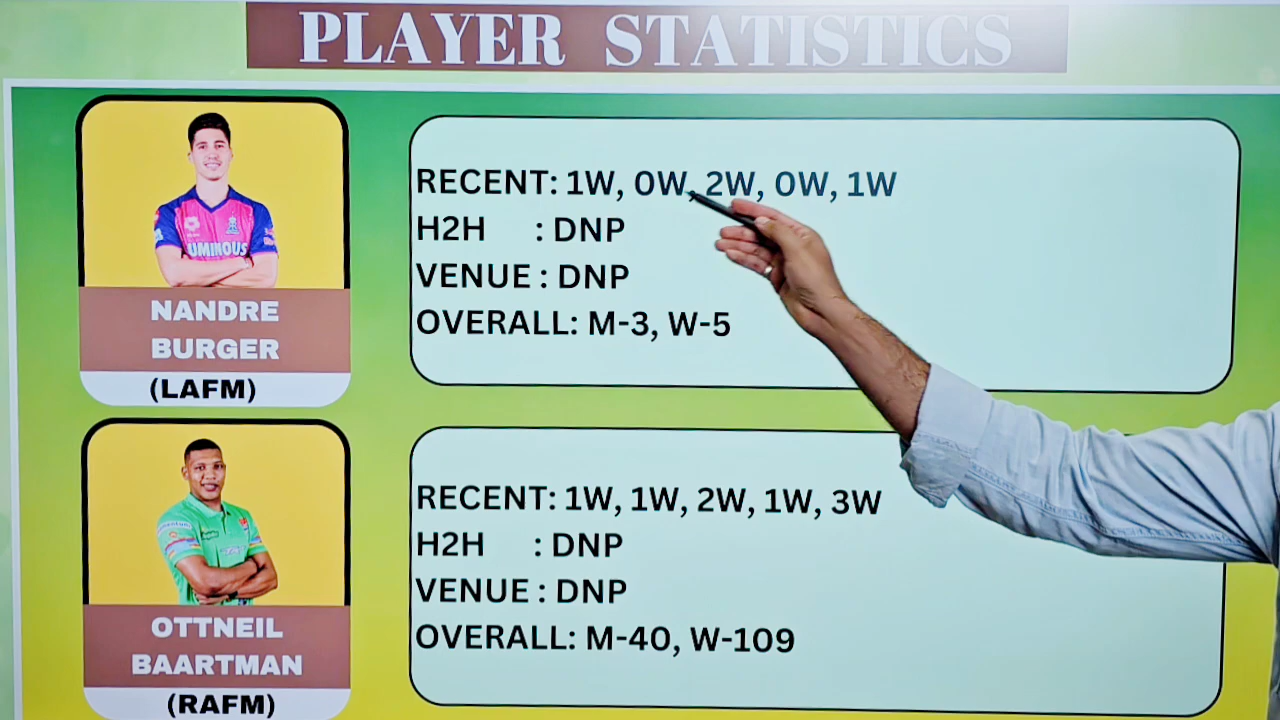 PLAYER STATISTICS
RECENT: 1W, 0W, 2W, 0W, 1W
H2H : DNP
VENUE : DNP
OVERALL: M-3, W-5
LUMINOUS
NANDRE
BURGER
(LAFM)
RECENT: 1W, 1W, 2W, 1W, 3W
H2H : DNP
VENUE : DNP
OVERALL: M-40, W-109
OTTNEIL
BAARTMAN
(RAFM)